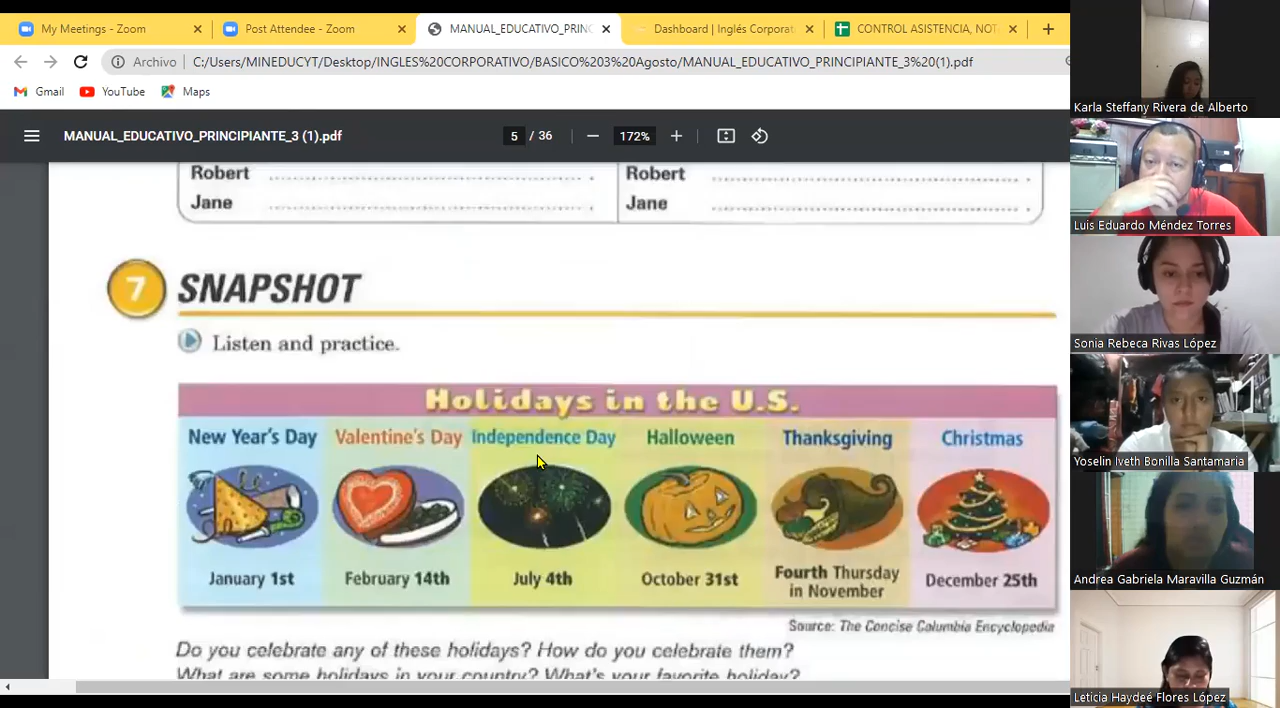 My Meetings - Zoom
Post Attendee - Zoom
MANUAL_EDUCATIVO_PRINC
Dashboard | Inglés Corporat
CONTROL ASISTENCIA, NOT
Archivo
C:/Users/MINEDUCYT/Desktop/INGLES%20CORPORATIVO/BASICO%203%20Agosto/MANUAL_EDUCATIVO_PRINCIPIANTE_3%20(1).pdf
Gmail
YouTube
Maps
MANUAL_EDUCATIVO_PRINCIPIANTE_3 (1).pdf
5 / 36
172%
Robert
Robert
Jane
Jane
7 SNAPSHOT
Listen and practice.
Holidays in the U.S.
New Year's Day
Valentine's Day
Independence Day
Halloween
Thanksgiving
Christmas
January 1st
February 14th
July 4th
October 31st
Fourth Thursday
in November
December 25th
Source: The Concise Columbia Encyclopedia
Do you celebrate any of these holidays? How do you celebrate them?
What are some holidays in your country? What's your favorite holiday?
Karla Steffany Rivera de Alberto
Luis Eduardo Méndez Torres
Sonia Rebeca Rivas López
Yoselin Iveth Bonilla Santamaria
Andrea Gabriela Maravilla Guzmán
Leticia Haydeé Flores López